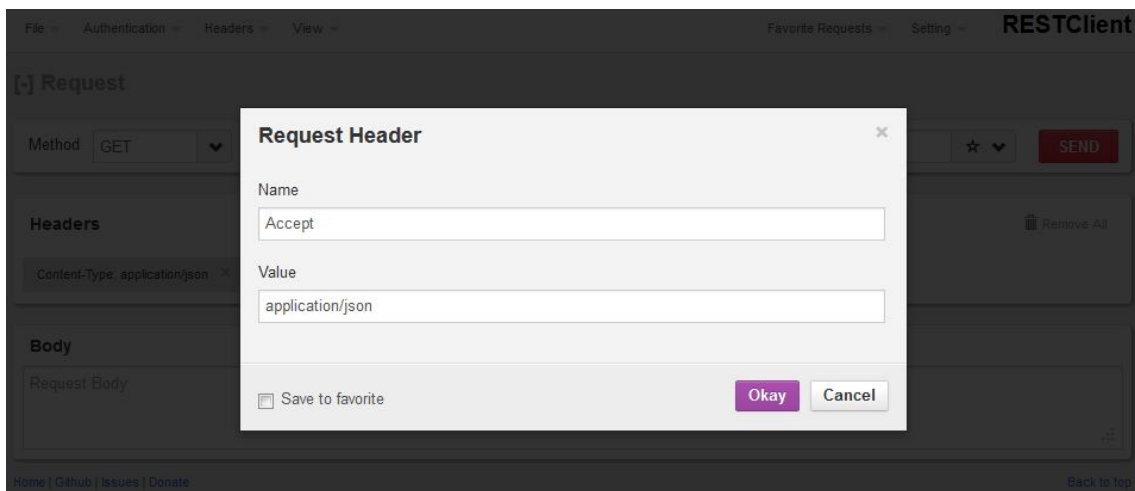 File Authentication Headers View Favorite Requests Setting RESTClient
[-] Request
Request Header ×
Method GET SEND
Name
Accept
Headers Remove All
Content-Type: application/json ×
Value
application/json
Body
Request Body
Save to favorite Okay Cancel
Home | Github | Issues | Donate Back to top